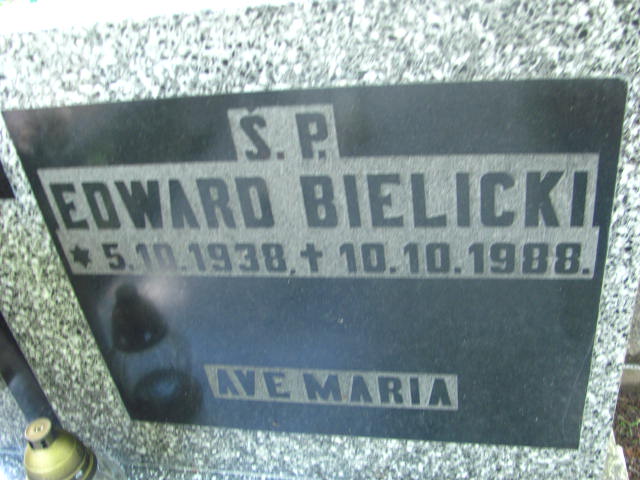 Ś. P.
EDWARD BIELICKI
* 5.10.1938. † 10.10.1988.
AVE MARIA